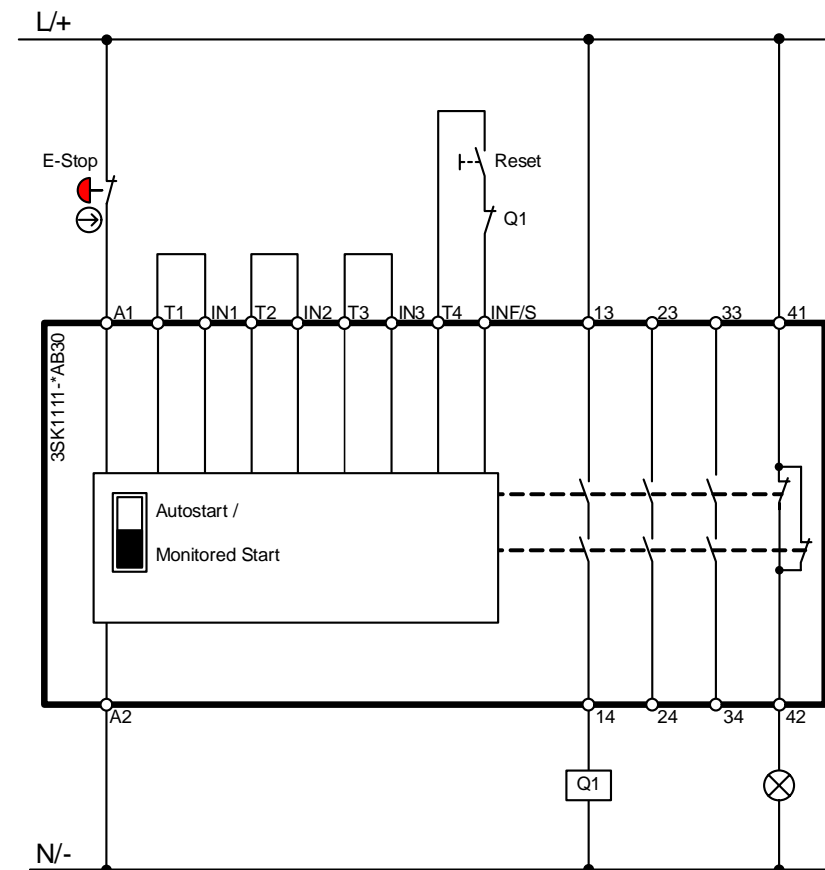 L/+
E-Stop
Reset
Q1
A1
T1
IN1
T2
IN2
T3
IN3
T4
INF/S
13
23
33
41
3SK1111-*AB30
Autostart /
Monitored Start
A2
14
24
34
42
Q1
N/-